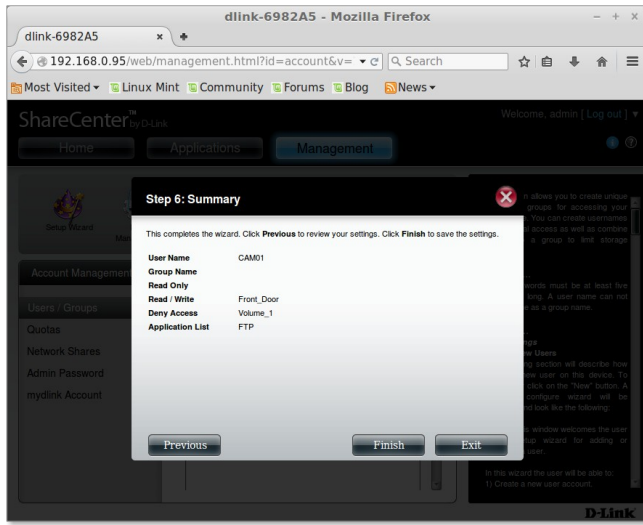 dlink-6982A5 - Mozilla Firefox
dlink-6982A5
192.168.0.95/web/management.html?id=account&v=
Search
Most Visited Linux Mint Community Forums Blog News
ShareCenter™ by D-Link
Welcome, admin [ Log out ]
Home Applications Management
Setup Wizard
Account Management
Users / Groups
Quotas
Network Shares
Admin Password
mydlink Account
Step 6: Summary
This completes the wizard. Click Previous to review your settings. Click Finish to save the settings.
User Name CAM01
Group Name
Read Only
Read / Write Front_Door
Deny Access Volume_1
Application List FTP
Previous Finish Exit
allows you to create unique
groups for accessing your
You can create usernames
access as well as combine
a group to limit storage
words must be at least five
long. A user name can not
as a group name.
New Users
section will describe how
new user on this device. To
click on the "New" button. A
configure wizard will be
look like the following:
window welcomes the user
wizard for adding or
user.
In this wizard the user will be able to:
1) Create a new user account.
D-Link